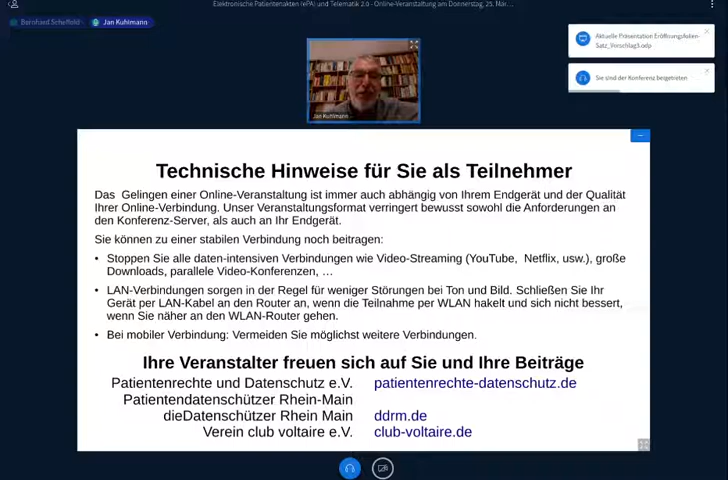 Elektronische Patientenakten (ePA) und Telematik 2.0 - Online-Veranstaltung am Donnerstag, 25. Mär...
Bernhard Scheffold
Jan Kuhlmann
Aktuelle Präsentation Eröffnungsfolien-
Satz_Vorschlag3.odp
Sie sind der Konferenz beigetreten
Jan Kuhlmann
Technische Hinweise für Sie als Teilnehmer
Das Gelingen einer Online-Veranstaltung ist immer auch abhängig von Ihrem Endgerät und der Qualität
Ihrer Online-Verbindung. Unser Veranstaltungsformat verringert bewusst sowohl die Anforderungen an
den Konferenz-Server, als auch an Ihr Endgerät.
Sie können zu einer stabilen Verbindung noch beitragen:
• Stoppen Sie alle daten-intensiven Verbindungen wie Video-Streaming (YouTube, Netflix, usw.), große
Downloads, parallele Video-Konferenzen, ...
• LAN-Verbindungen sorgen in der Regel für weniger Störungen bei Ton und Bild. Schließen Sie Ihr
Gerät per LAN-Kabel an den Router an, wenn die Teilnahme per WLAN hakelt und sich nicht bessert,
wenn Sie näher an den WLAN-Router gehen.
• Bei mobiler Verbindung: Vermeiden Sie möglichst weitere Verbindungen.
Ihre Veranstalter freuen sich auf Sie und Ihre Beiträge
Patientenrechte und Datenschutz e.V. patientenrechte-datenschutz.de
Patientendatenschützer Rhein-Main
dieDatenschützer Rhein Main ddrm.de
Verein club voltaire e.V. club-voltaire.de